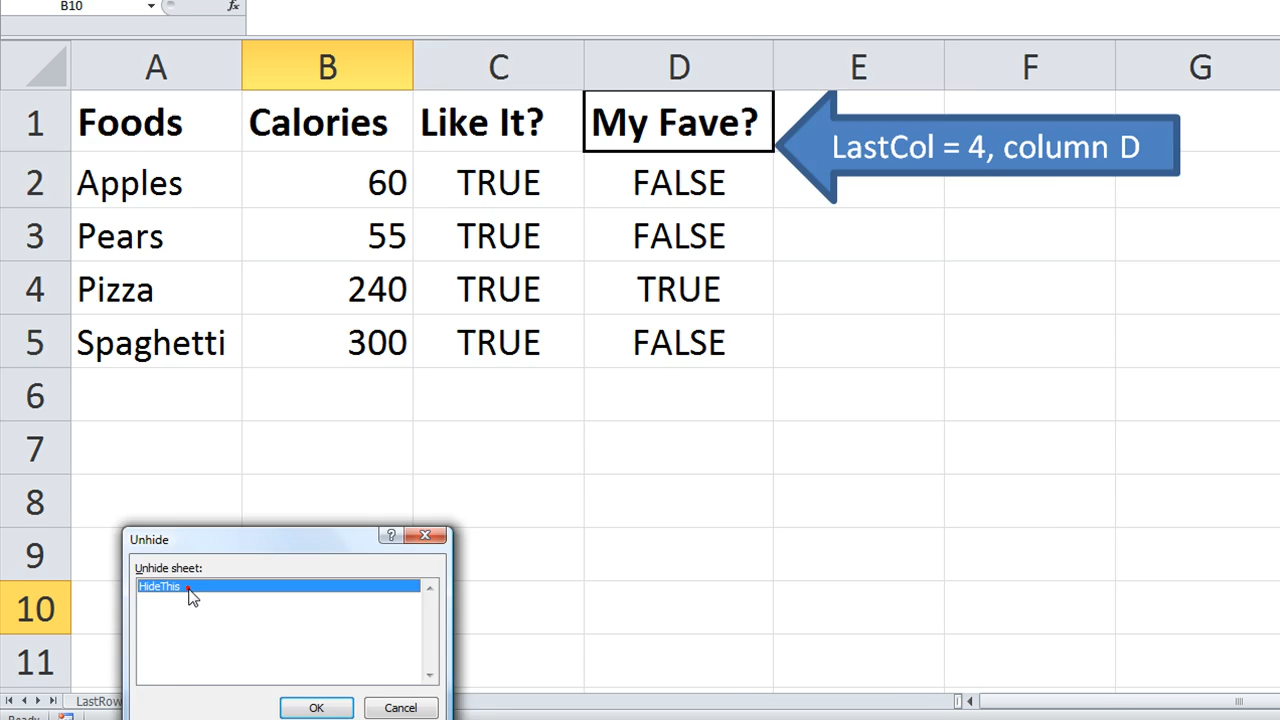 B10 fx
A B C D E F G
1 Foods Calories Like It? My Fave? LastCol = 4, column D
2 Apples 60 TRUE FALSE
3 Pears 55 TRUE FALSE
4 Pizza 240 TRUE TRUE
5 Spaghetti 300 TRUE FALSE
6
7
8
9
10
11
Unhide ?
Unhide sheet:
HideThis
OK Cancel
LastRow
Ready